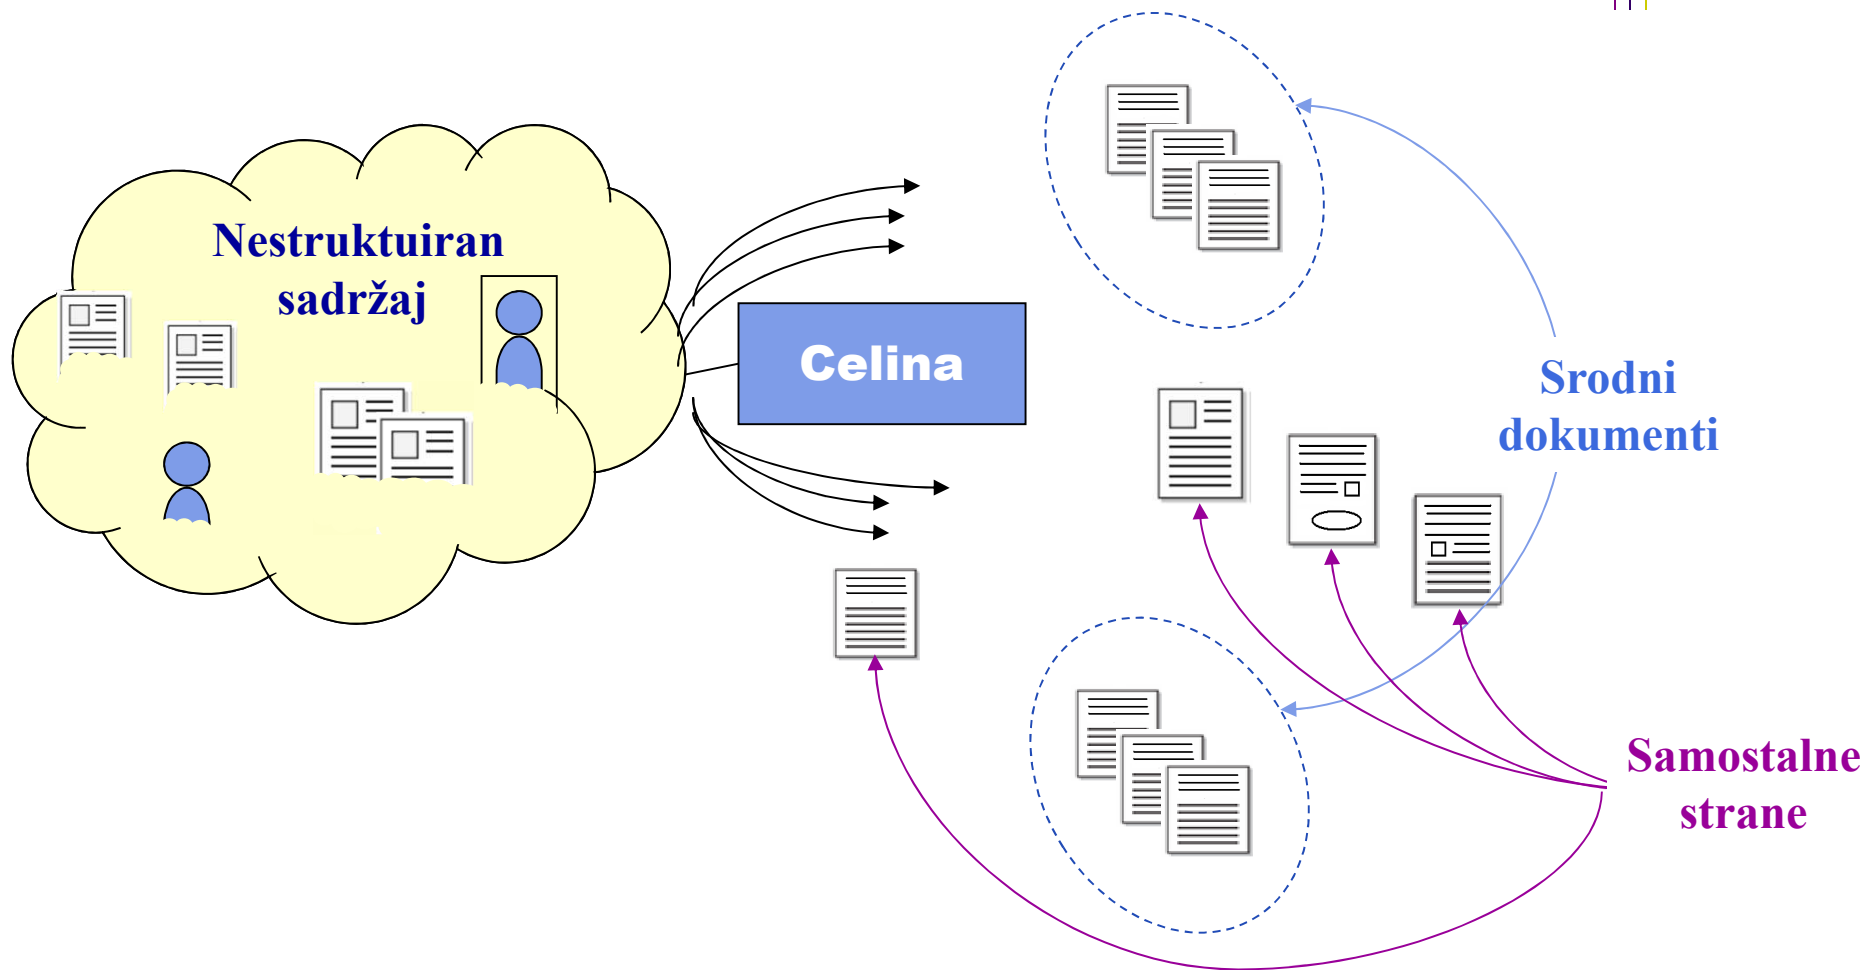 Nestruktuiran
sadržaj
Celina
Srodni
dokumenti
Samostalne
strane